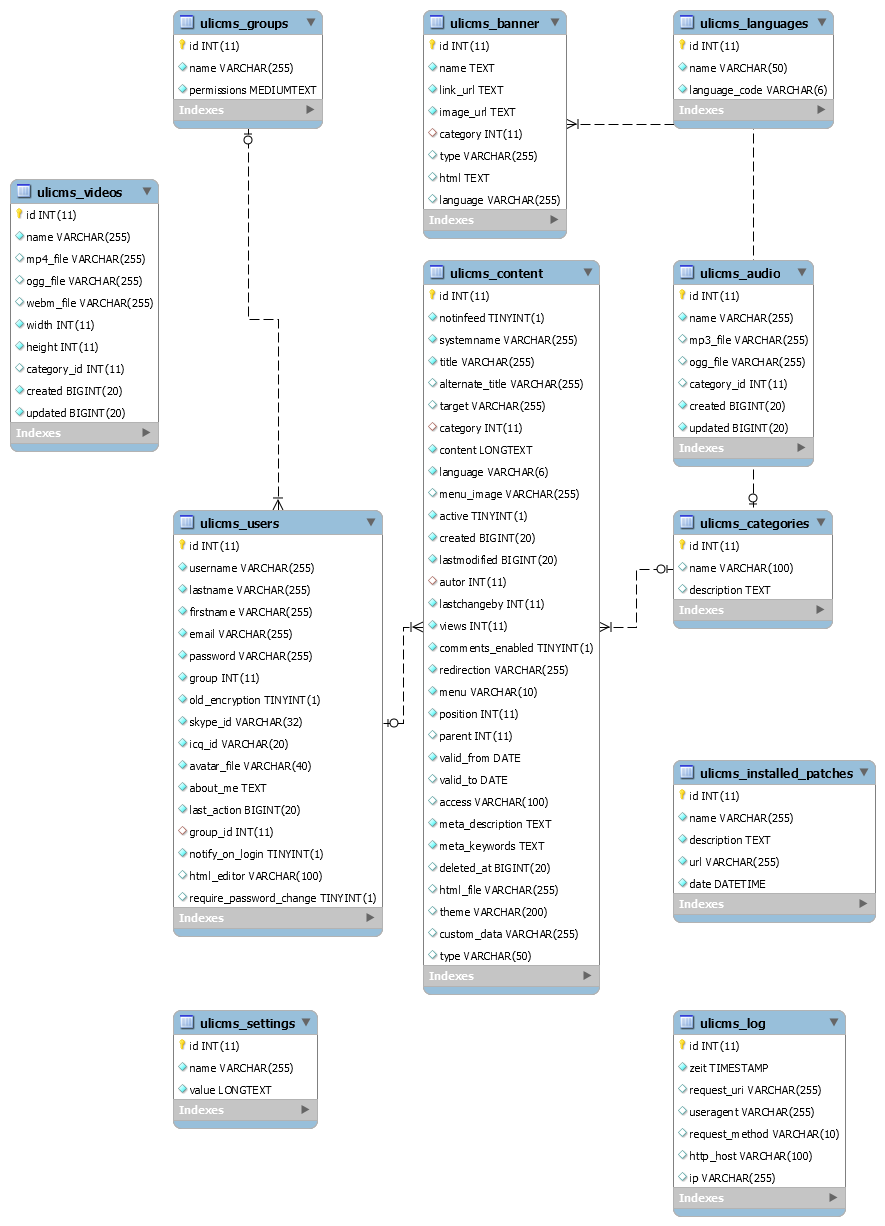 ulicms_groups
id INT(11)
name VARCHAR(255)
permissions MEDIUMTEXT
Indexes
ulicms_banner
id INT(11)
name TEXT
link_url TEXT
image_url TEXT
category INT(11)
type VARCHAR(255)
html TEXT
language VARCHAR(255)
Indexes
ulicms_languages
id INT(11)
name VARCHAR(50)
language_code VARCHAR(6)
Indexes
ulicms_videos
id INT(11)
name VARCHAR(255)
mp4_file VARCHAR(255)
ogg_file VARCHAR(255)
webm_file VARCHAR(255)
width INT(11)
height INT(11)
category_id INT(11)
created BIGINT(20)
updated BIGINT(20)
Indexes
ulicms_content
id INT(11)
notinfeed TINYINT(1)
systemname VARCHAR(255)
title VARCHAR(255)
alternate_title VARCHAR(255)
target VARCHAR(255)
category INT(11)
content LONGTEXT
language VARCHAR(6)
menu_image VARCHAR(255)
active TINYINT(1)
created BIGINT(20)
lastmodified BIGINT(20)
autor INT(11)
lastchangeby INT(11)
views INT(11)
comments_enabled TINYINT(1)
redirection VARCHAR(255)
menu VARCHAR(10)
position INT(11)
parent INT(11)
valid_from DATE
valid_to DATE
access VARCHAR(100)
meta_description TEXT
meta_keywords TEXT
deleted_at BIGINT(20)
html_file VARCHAR(255)
theme VARCHAR(200)
custom_data VARCHAR(255)
type VARCHAR(50)
Indexes
ulicms_audio
id INT(11)
name VARCHAR(255)
mp3_file VARCHAR(255)
ogg_file VARCHAR(255)
category_id INT(11)
created BIGINT(20)
updated BIGINT(20)
Indexes
ulicms_users
id INT(11)
username VARCHAR(255)
lastname VARCHAR(255)
firstname VARCHAR(255)
email VARCHAR(255)
password VARCHAR(255)
group INT(11)
old_encryption TINYINT(1)
skype_id VARCHAR(32)
icq_id VARCHAR(20)
avatar_file VARCHAR(40)
about_me TEXT
last_action BIGINT(20)
group_id INT(11)
notify_on_login TINYINT(1)
html_editor VARCHAR(100)
require_password_change TINYINT(1)
Indexes
ulicms_categories
id INT(11)
name VARCHAR(100)
description TEXT
Indexes
ulicms_installed_patches
id INT(11)
name VARCHAR(255)
description TEXT
url VARCHAR(255)
date DATETIME
Indexes
ulicms_settings
id INT(11)
name VARCHAR(255)
value LONGTEXT
Indexes
ulicms_log
id INT(11)
zeit TIMESTAMP
request_uri VARCHAR(255)
useragent VARCHAR(255)
request_method VARCHAR(10)
http_host VARCHAR(100)
ip VARCHAR(255)
Indexes